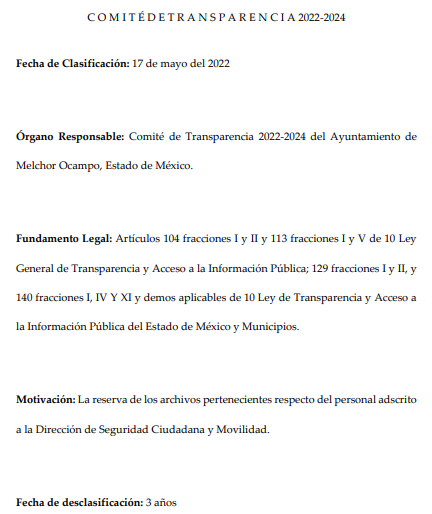 C O M I T É D E T R A N S P A R E N C I A 2022-2024
Fecha de Clasificación: 17 de mayo del 2022
Órgano Responsable: Comité de Transparencia 2022-2024 del Ayuntamiento de
Melchor Ocampo, Estado de México.
Fundamento Legal: Artículos 104 fracciones I y II y 113 fracciones I y V de 10 Ley
General de Transparencia y Acceso a la Información Pública; 129 fracciones I y II, y
140 fracciones I, IV Y XI y demos aplicables de 10 Ley de Transparencia y Acceso a
la Información Pública del Estado de México y Municipios.
Motivación: La reserva de los archivos pertenecientes respecto del personal adscrito
a la Dirección de Seguridad Ciudadana y Movilidad.
Fecha de desclasificación: 3 años